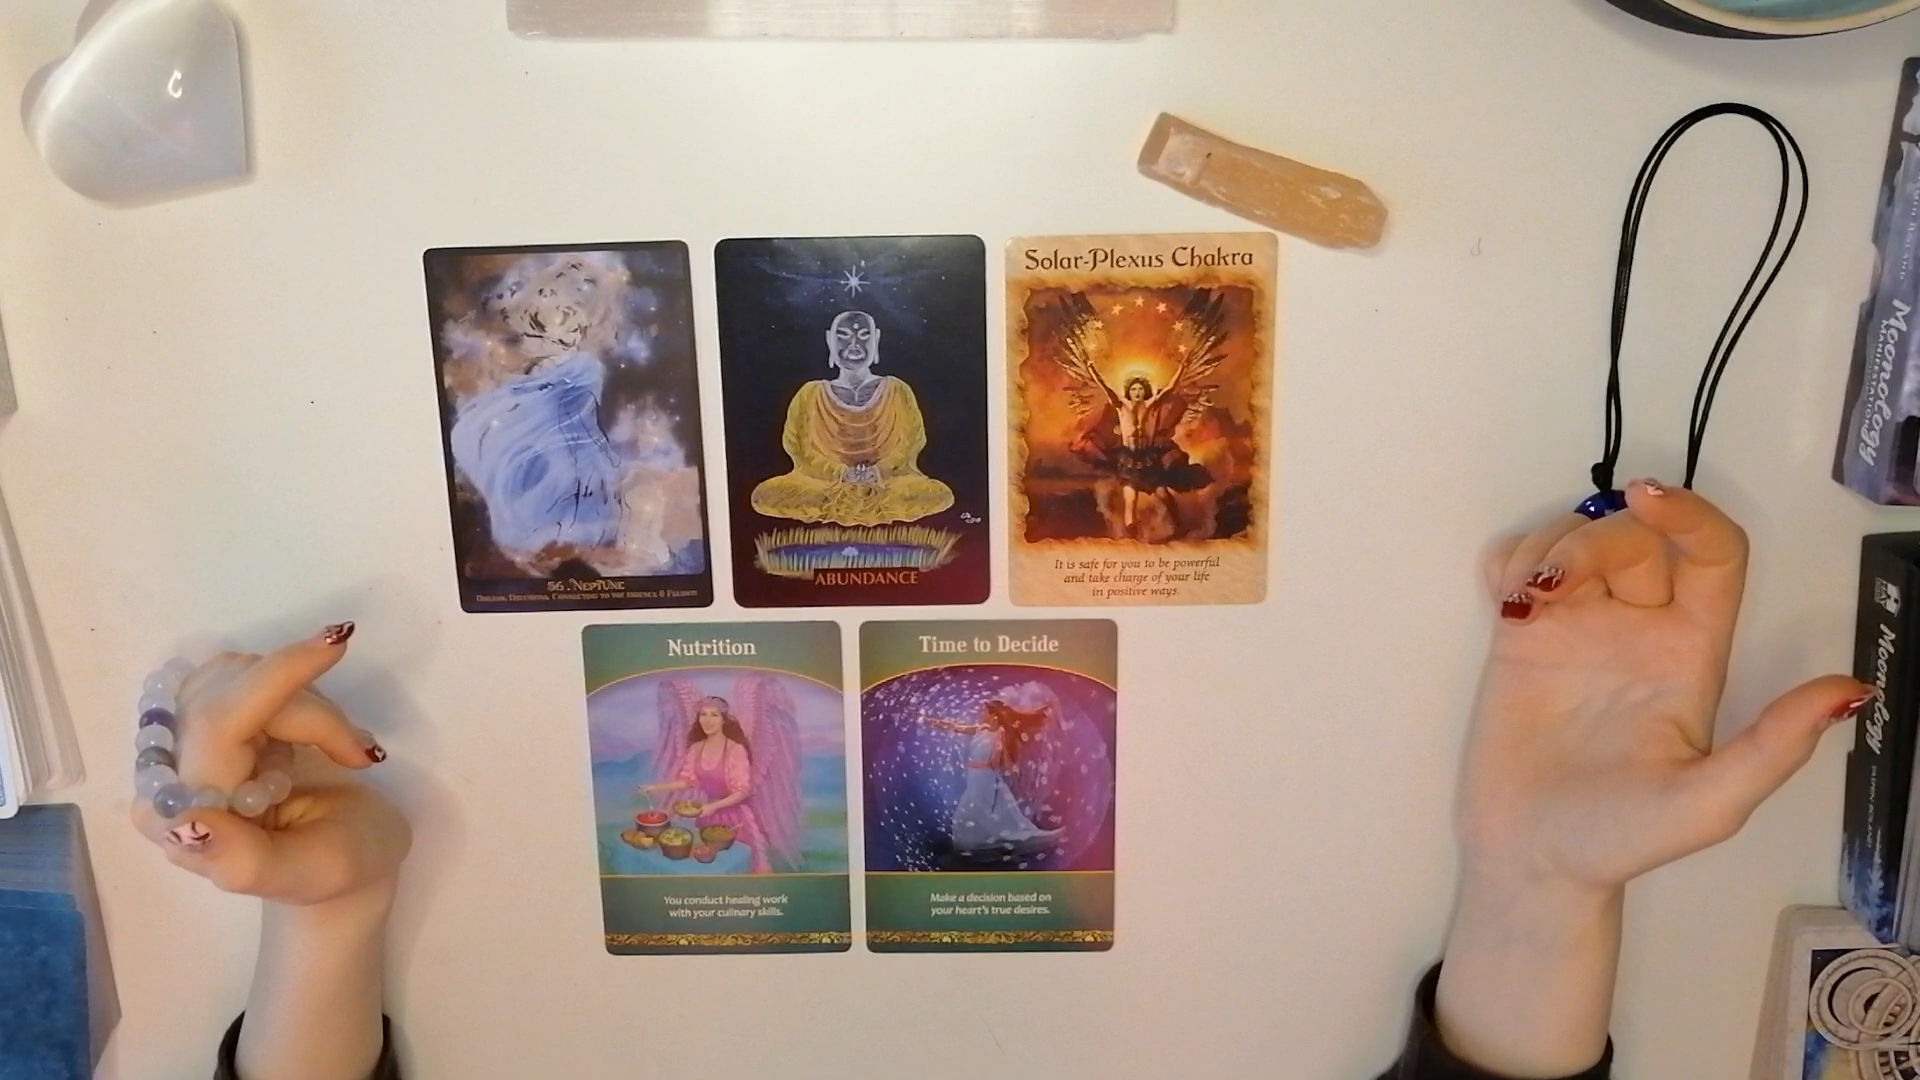 56. NEPTUNE
ABUNDANCE
Solar-Plexus Chakra
It is safe for you to be powerful
and take charge of your life
in positive ways.
Nutrition
You conduct healing work
with your culinary skills.
Time to Decide
Make a decision based on
your heart's true desires.
Moonology
MANIFESTATION
Moonology